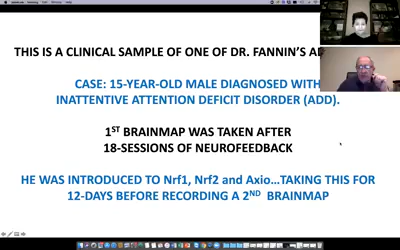 THIS IS A CLINICAL SAMPLE OF ONE OF DR. FANNIN'S
CASE: 15-YEAR-OLD MALE DIAGNOSED WITH
INATTENTIVE ATTENTION DEFICIT DISORDER (ADD).
1ST BRAINMAP WAS TAKEN AFTER
18-SESSIONS OF NEUROFEEDBACK
HE WAS INTRODUCED TO Nrf1, Nrf2 and Axio...TAKING THIS FOR
12-DAYS BEFORE RECORDING A 2ND BRAINMAP